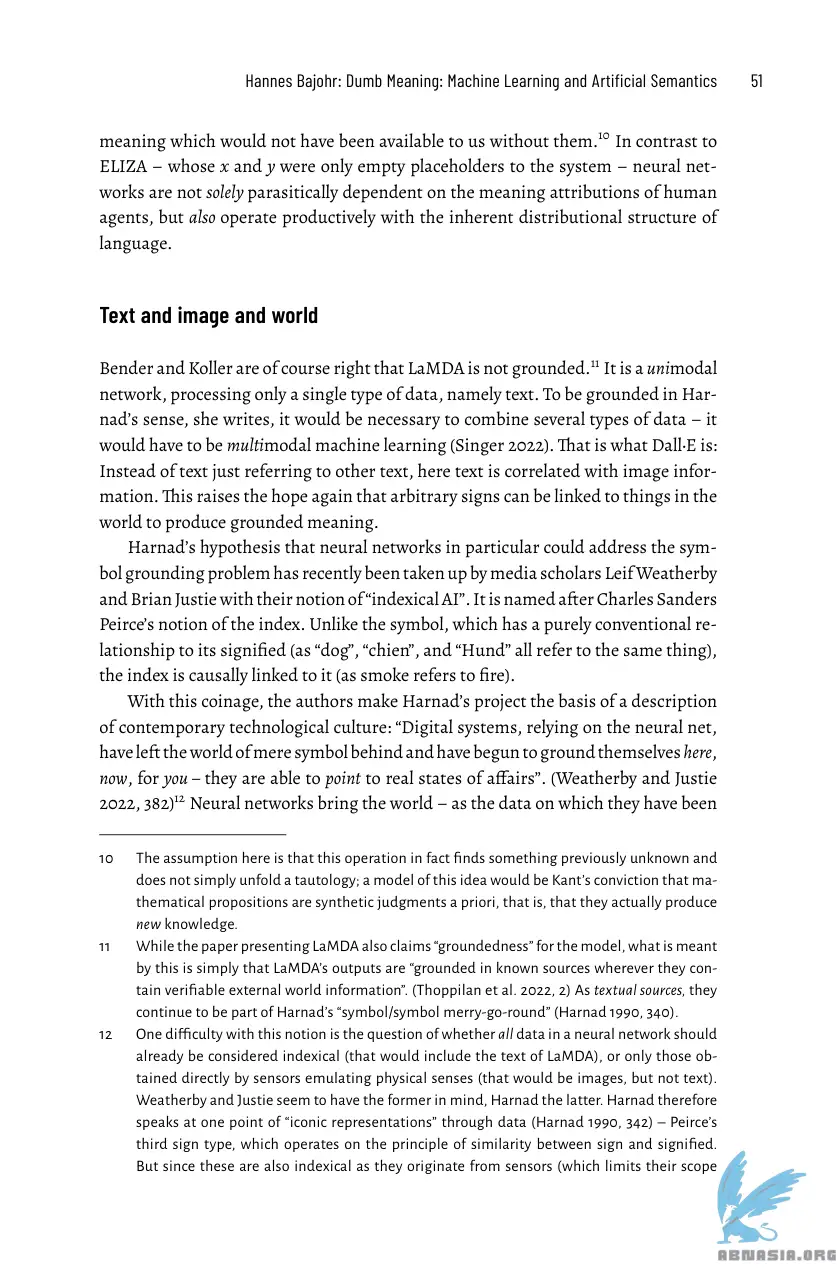 Hannes Bajohr: Dumb Meaning: Machine Learning and Artificial Semantics 51
meaning which would not have been available to us without them.¹⁰ In contrast to
ELIZA – whose x and y were only empty placeholders to the system – neural net-
works are not solely parasitically dependent on the meaning attributions of human
agents, but also operate productively with the inherent distributional structure of
language.
Text and image and world
Bender and Koller are of course right that LaMDA is not grounded.¹¹ It is a unimodal
network, processing only a single type of data, namely text. To be grounded in Har-
nad’s sense, she writes, it would be necessary to combine several types of data – it
would have to be multimodal machine learning (Singer 2022). That is what Dall·E is:
Instead of text just referring to other text, here text is correlated with image infor-
mation. This raises the hope again that arbitrary signs can be linked to things in the
world to produce grounded meaning.
Harnad’s hypothesis that neural networks in particular could address the sym-
bol grounding problem has recently been taken up by media scholars Leif Weatherby
and Brian Justie with their notion of “indexical AI”. It is named after Charles Sanders
Peirce’s notion of the index. Unlike the symbol, which has a purely conventional re-
lationship to its signified (as “dog”, “chien”, and “Hund” all refer to the same thing),
the index is causally linked to it (as smoke refers to fire).
With this coinage, the authors make Harnad’s project the basis of a description
of contemporary technological culture: “Digital systems, relying on the neural net,
have left the world of mere symbol behind and have begun to ground themselves here,
now, for you – they are able to point to real states of affairs”. (Weatherby and Justie
2022, 382)¹² Neural networks bring the world – as the data on which they have been
10 The assumption here is that this operation in fact finds something previously unknown and
does not simply unfold a tautology; a model of this idea would be Kant’s conviction that ma-
thematical propositions are synthetic judgments a priori, that is, that they actually produce
new knowledge.
11 While the paper presenting LaMDA also claims “groundedness” for the model, what is meant
by this is simply that LaMDA’s outputs are “grounded in known sources wherever they con-
tain verifiable external world information”. (Thoppilan et al. 2022, 2) As textual sources, they
continue to be part of Harnad’s “symbol/symbol merry-go-round” (Harnad 1990, 340).
12 One difficulty with this notion is the question of whether all data in a neural network should
already be considered indexical (that would include the text of LaMDA), or only those ob-
tained directly by sensors emulating physical senses (that would be images, but not text).
Weatherby and Justie seem to have the former in mind, Harnad the latter. Harnad therefore
speaks at one point of “iconic representations” through data (Harnad 1990, 342) – Peirce’s
third sign type, which operates on the principle of similarity between sign and signified.
But since these are also indexical as they originate from sensors (which limits their scope
ABNASIA.ORG